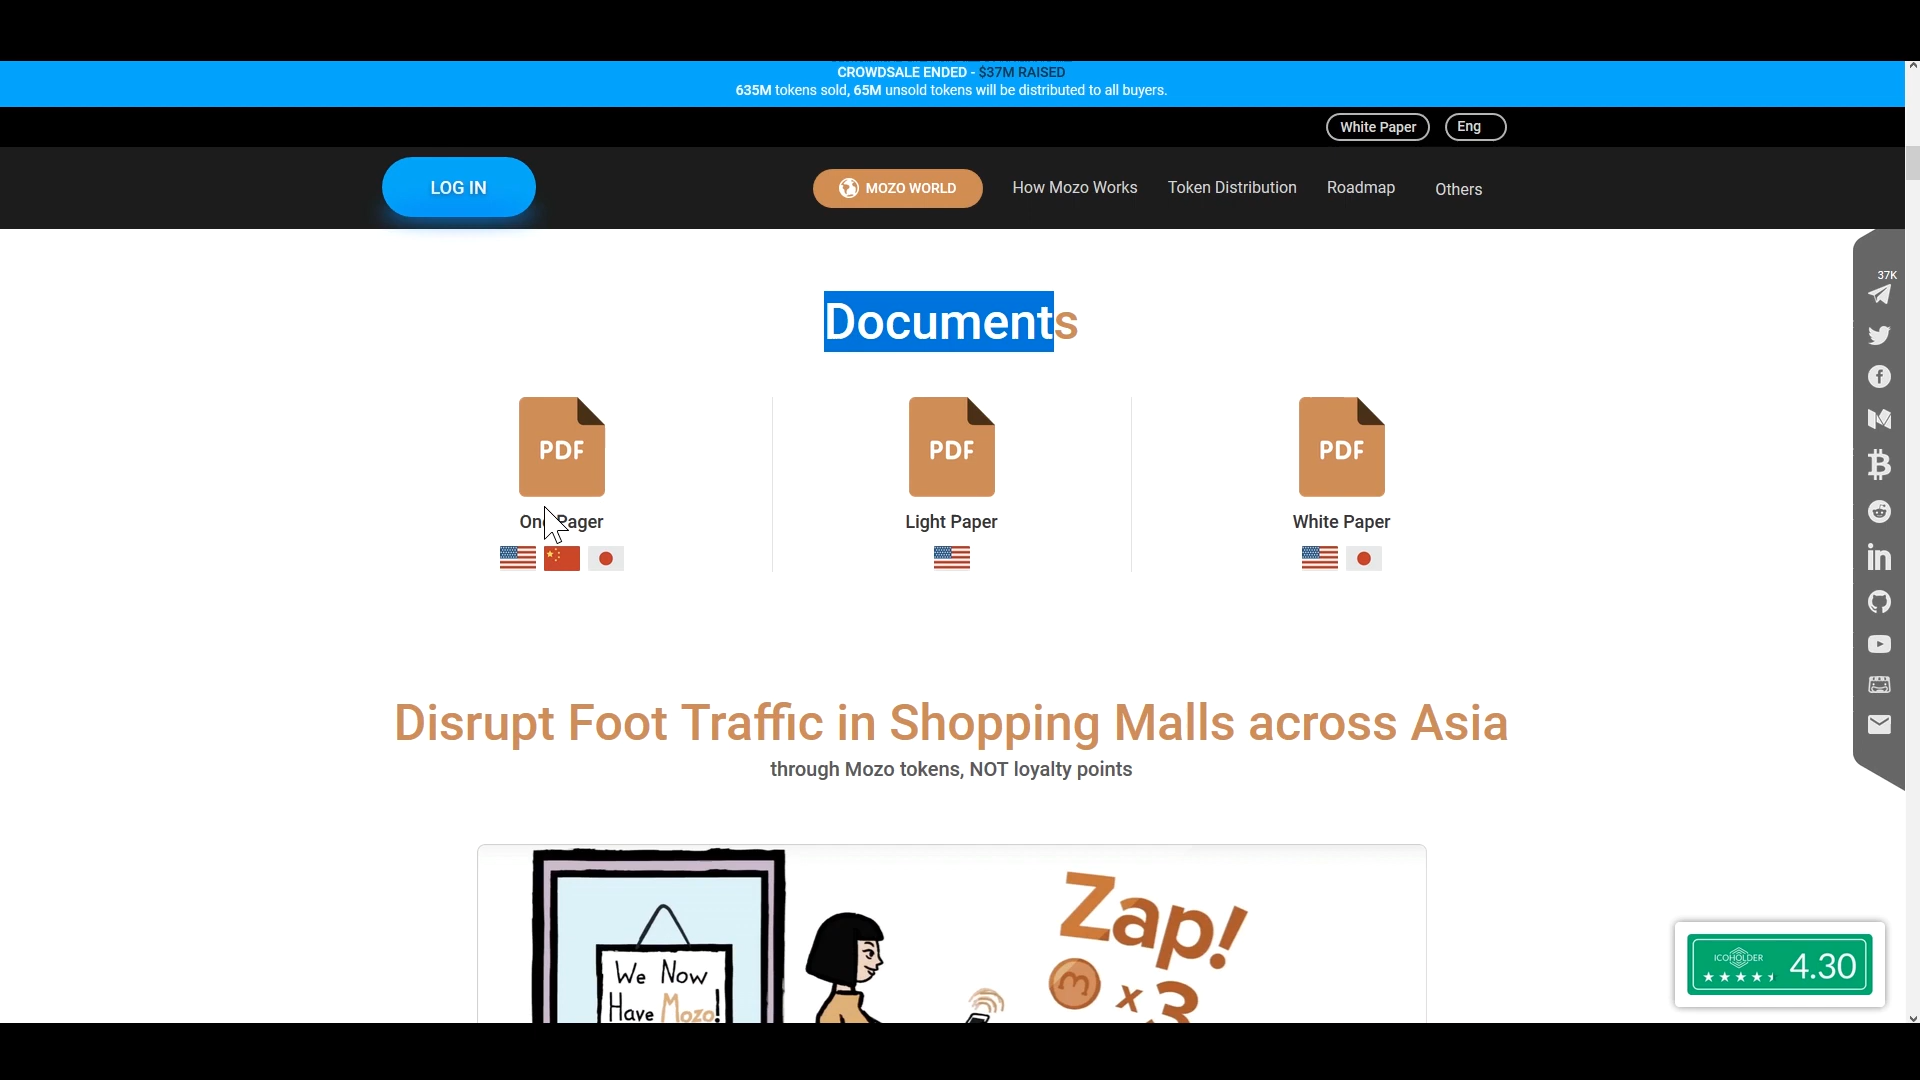 CROWDSALE ENDED - $37M RAISED
635M tokens sold, 65M unsold tokens will be distributed to all buyers.
White Paper
Eng
LOG IN
MOZO WORLD
How Mozo Works
Token Distribution
Roadmap
Others
37K
Documents
PDF
PDF
PDF
One Pager
Light Paper
White Paper
Disrupt Foot Traffic in Shopping Malls across Asia
through Mozo tokens, NOT loyalty points
Zap!
m x 3
We Now
Have Mozo!
ICOHOLDER
4.30